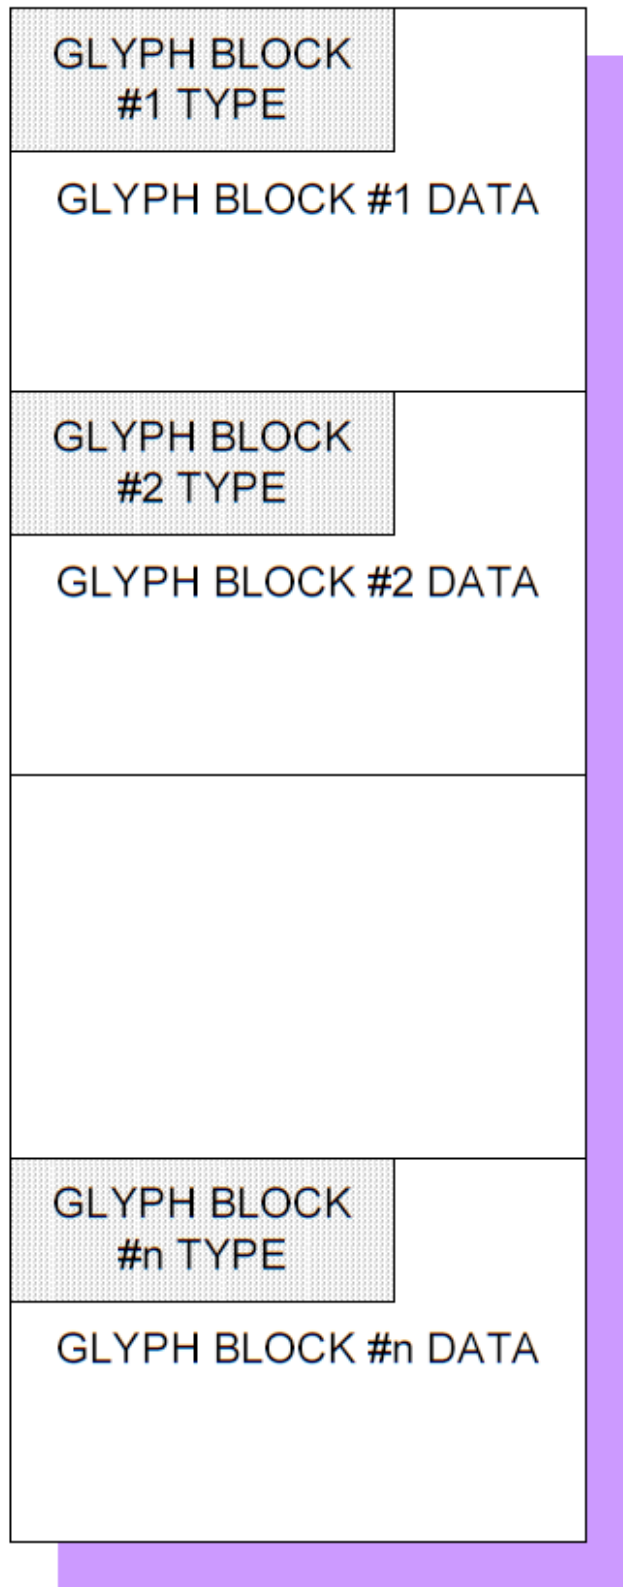 GLYPH BLOCK
#1 TYPE
GLYPH BLOCK #1 DATA
GLYPH BLOCK
#2 TYPE
GLYPH BLOCK #2 DATA
GLYPH BLOCK
#n TYPE
GLYPH BLOCK #n DATA